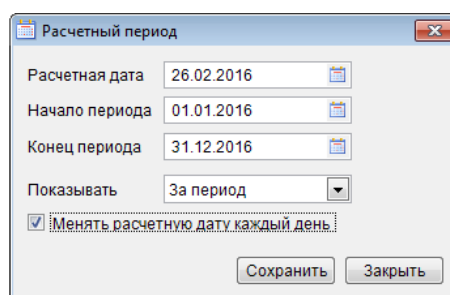 Расчетный период
Расчетная дата 26.02.2016
Начало периода 01.01.2016
Конец периода 31.12.2016
Показывать За период
Менять расчетную дату каждый день
Сохранить Закрыть